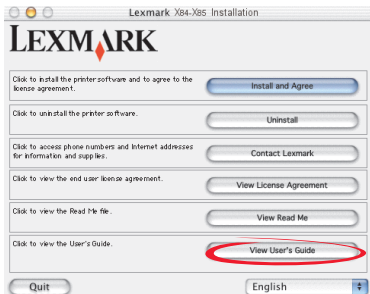 Lexmark X84-X85 Installation
LEXMARK
Click to install the printer software and to agree to the
license agreement.
Install and Agree
Click to uninstall the printer software.
Uninstall
Click to access phone numbers and Internet addresses
for information and supplies.
Contact Lexmark
Click to view the end user license agreement.
View License Agreement
Click to view the Read Me file.
View Read Me
Click to view the User's Guide.
View User's Guide
Quit
English